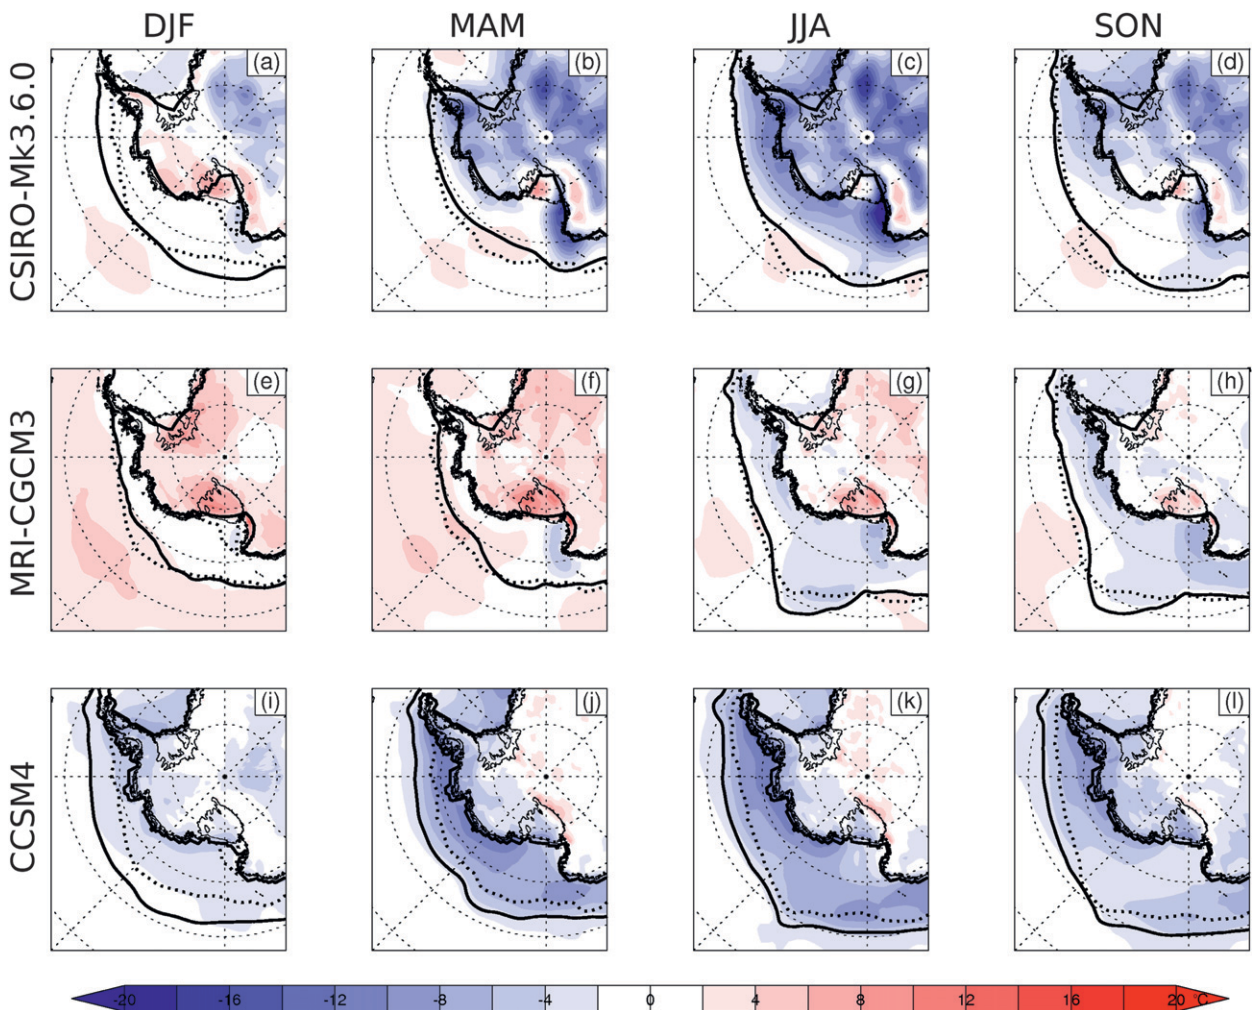 DJF MAM JJA SON
CSIRO-Mk3.6.0
(a) (b) (c) (d)
MRI-CGCM3
(e) (f) (g) (h)
CCSM4
(i) (j) (k) (l)
-20 -16 -12 -8 -4 0 4 8 12 16 20 °C